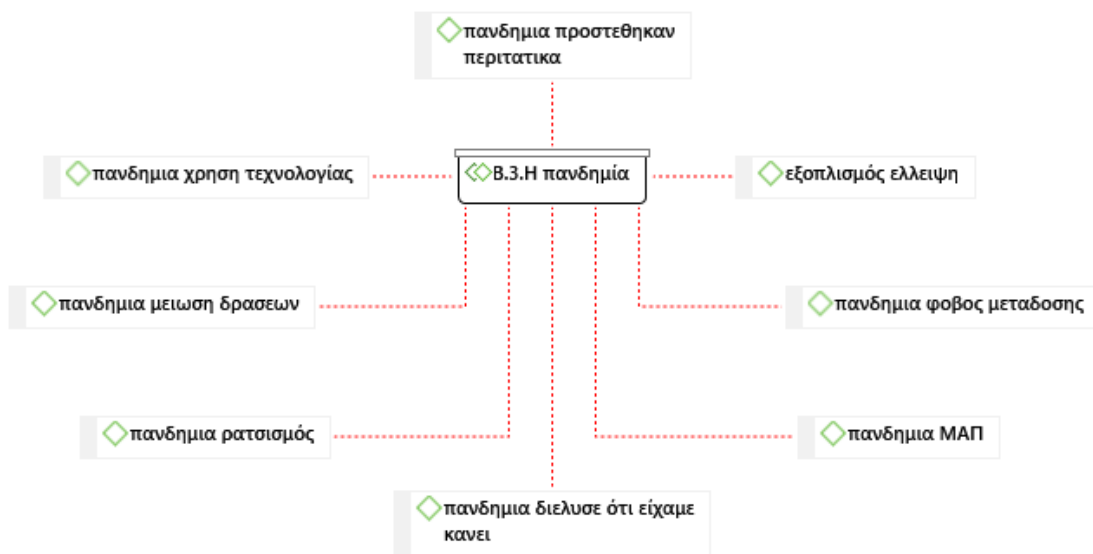 πανδημια προστεθηκαν
περιτατικα
πανδημια χρηση τεχνολογίας
Β.3.Η πανδημία
εξοπλισμός ελλειψη
πανδημια μειωση δρασεων
πανδημια φοβος μεταδοσης
πανδημια ρατσισμός
πανδημια ΜΑΠ
πανδημια διελυσε ότι είχαμε
κανει